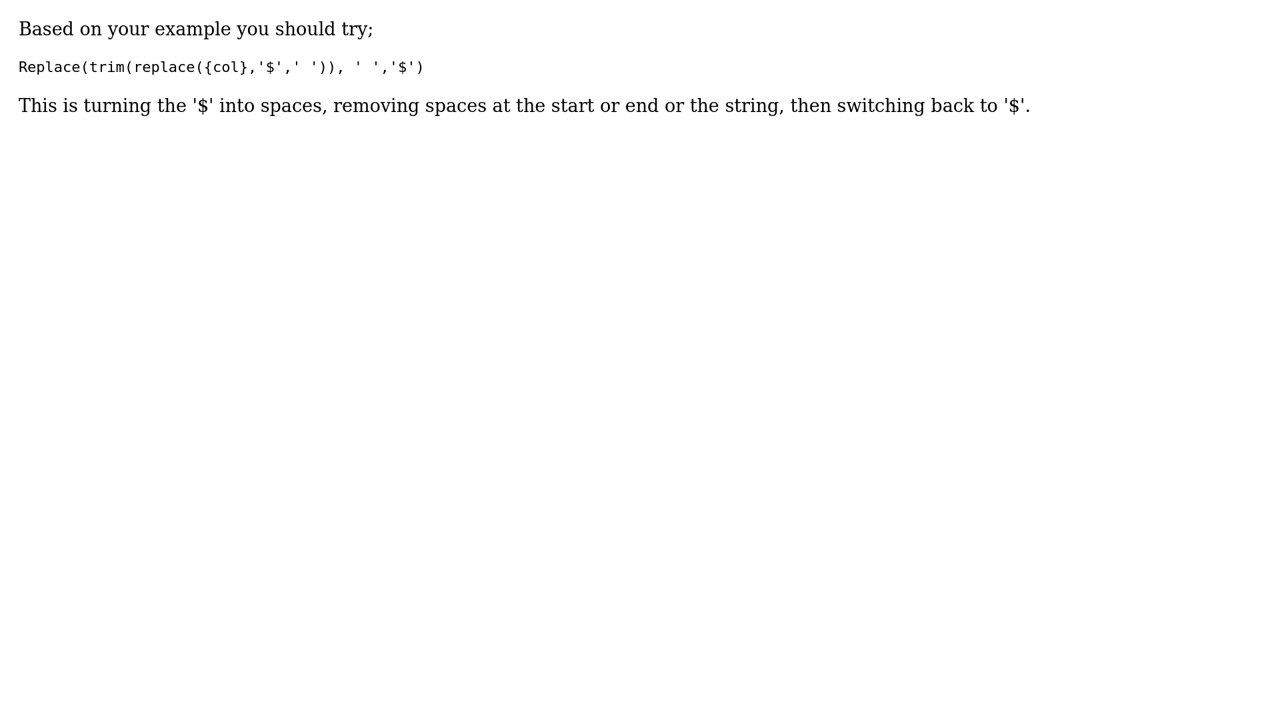 Based on your example you should try;
Replace(trim(replace({col},'$',' ')), ' ','$')
This is turning the '$' into spaces, removing spaces at the start or end or the string, then switching back to '$'.